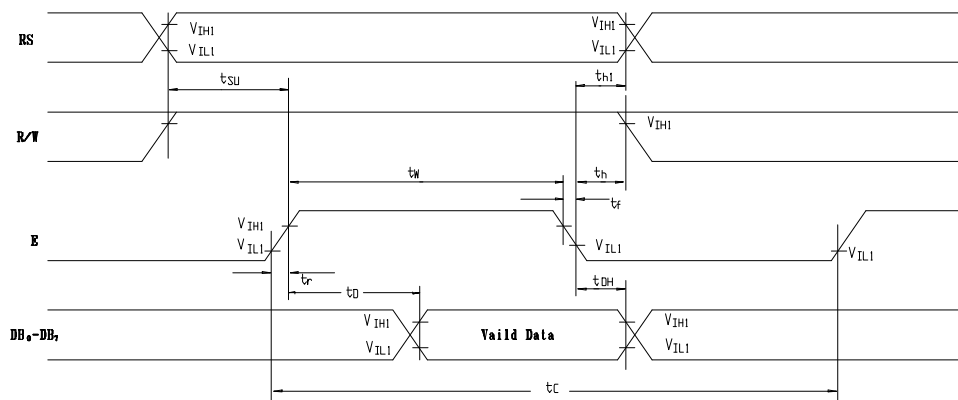 RS
VIH1
VIL1
VIH1
VIL1
tSU
th1
R/W
VIH1
tW
th
tf
E
VIH1
VIL1
VIL1
VIL1
tr
tD
tDH
DB0-DB7
VIH1
VIL1
Vaild Data
VIH1
VIL1
tC